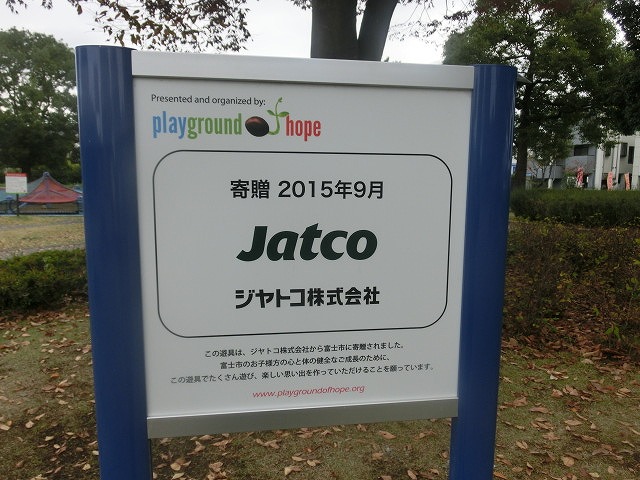 Presented and organized by:
playground hope
寄贈 2015年9月
Jatco
ジヤトコ株式会社
この遊具は、ジヤトコ株式会社から富士市に寄贈されました。
富士市のお子様方の心と体の健全なご成長のために、
この遊具でたくさん遊び、楽しい思い出を作っていただけることを願っています。
www.playgroundofhope.org